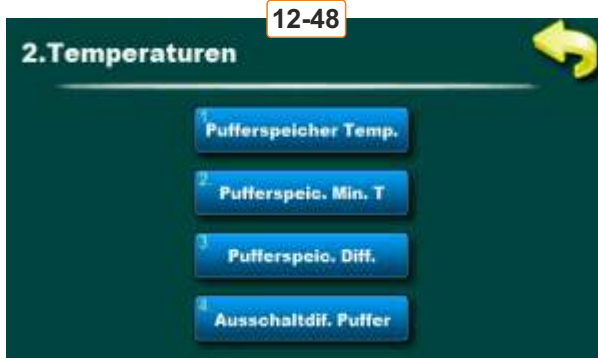 12-48
2.Temperaturen
1.
Pufferspeicher Temp.
2.
Pufferspeic. Min. T
3
Pufferspeic. Diff.
4.
Ausschaltdif. Puffer